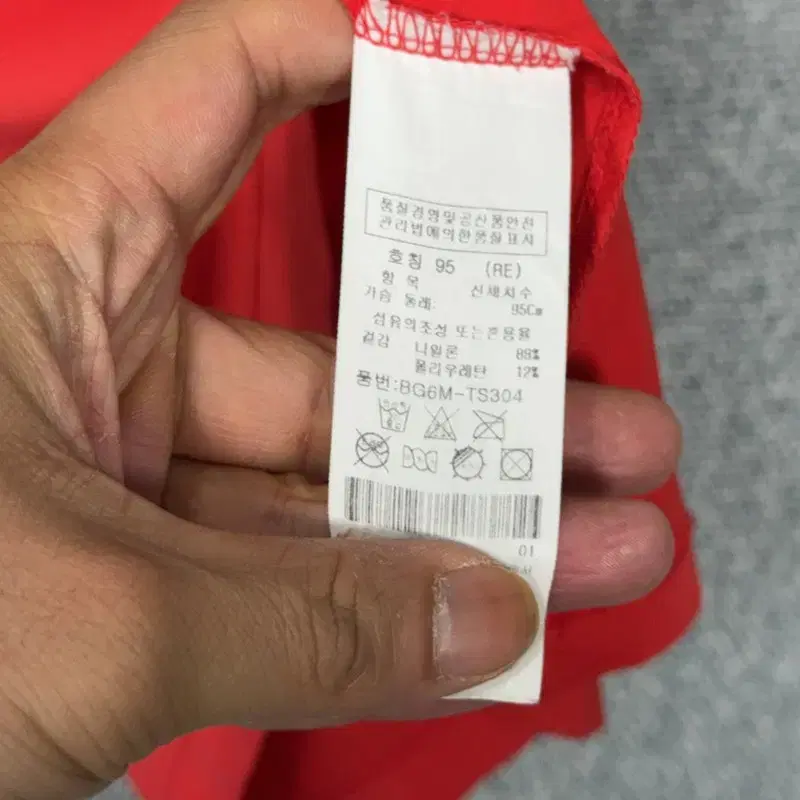 품질경영및공산품안전
관리법에의한품질표시
호칭 95 (RE)
항 목 신체치수
가슴 둘레: 95Cm
섬유의조성 또는혼용율
겉감 나일론 88%
폴리우레탄 12%
품번:BG6M-TS304
01